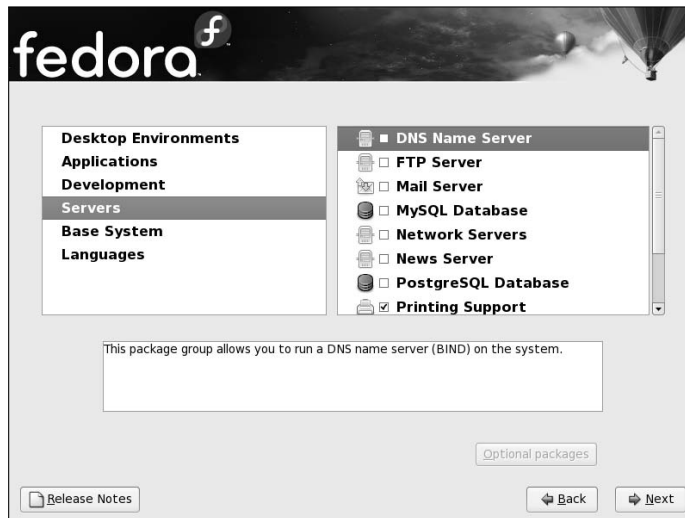 fedora
Desktop Environments
Applications
Development
Servers
Base System
Languages
DNS Name Server
FTP Server
Mail Server
MySQL Database
Network Servers
News Server
PostgreSQL Database
Printing Support
This package group allows you to run a DNS name server (BIND) on the system.
Optional packages
Release Notes
Back
Next